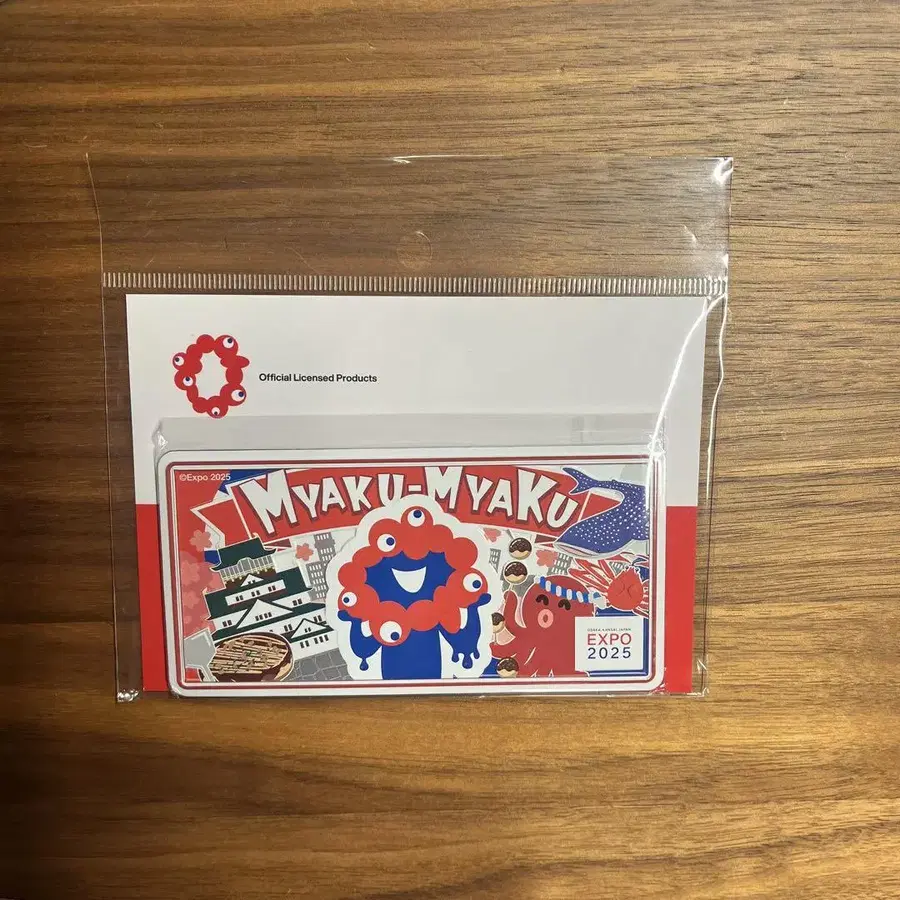 Official Licensed Products
©Expo 2025
MYAKU-MYAKU
OSAKA, KANSAI, JAPAN
EXPO
2025